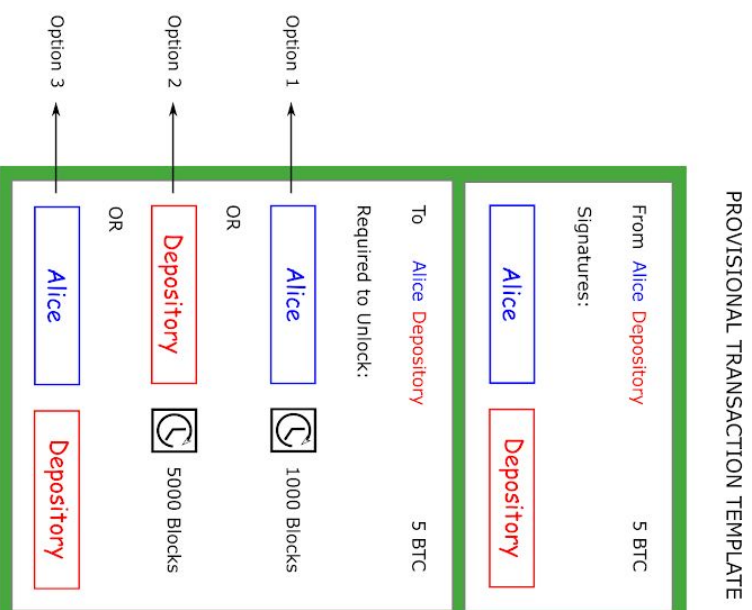 PROVISIONAL TRANSACTION TEMPLATE
From Alice Depository 5 BTC
Signatures:
Alice Depository
To Alice Depository 5 BTC
Required to Unlock:
Option 1 Alice 1000 Blocks
OR
Option 2 Depository 5000 Blocks
OR
Option 3 Alice Depository